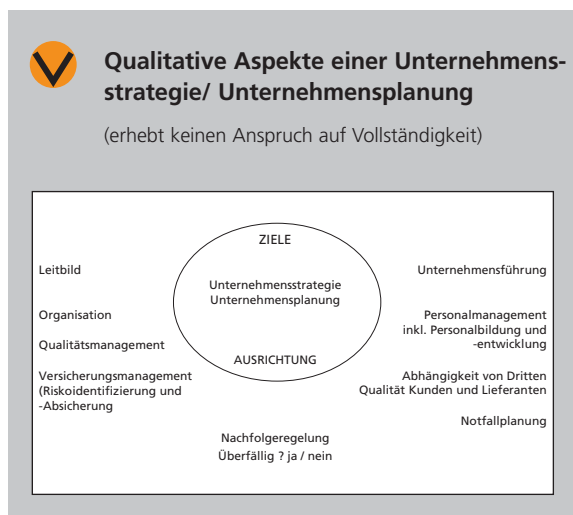 Qualitative Aspekte einer Unternehmens-
strategie/ Unternehmensplanung
(erhebt keinen Anspruch auf Vollständigkeit)
ZIELE
Unternehmensstrategie
Unternehmensplanung
AUSRICHTUNG
Leitbild
Organisation
Qualitätsmanagement
Versicherungsmanagement
(Riskoidentifizierung und
-Absicherung
Unternehmensführung
Personalmanagement
inkl. Personalbildung und
-entwicklung
Abhängigkeit von Dritten
Qualität Kunden und Lieferanten
Notfallplanung
Nachfolgeregelung
Überfällig ? ja / nein